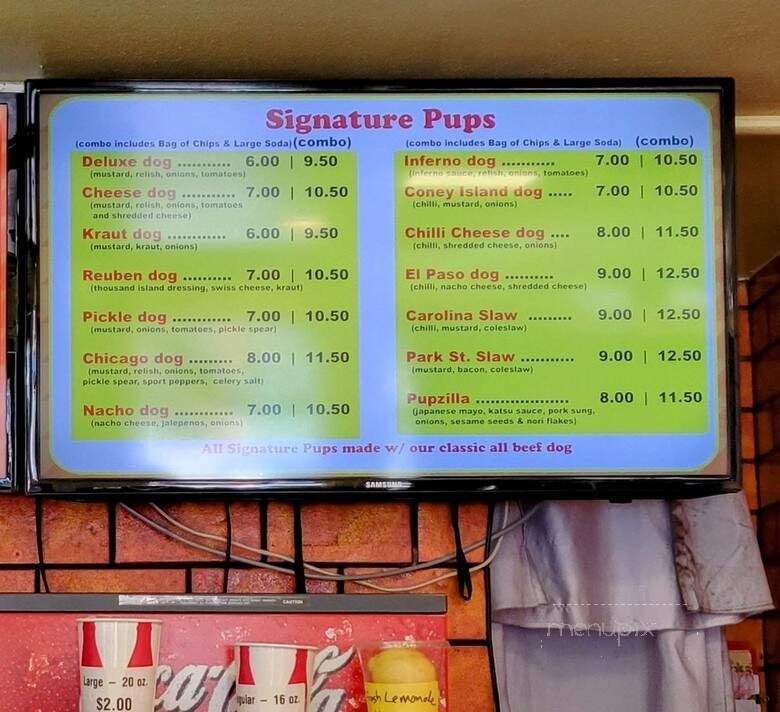 Signature Pups
(combo includes Bag of Chips & Large Soda) (combo)
Deluxe dog ........... 6.00 | 9.50
(mustard, relish, onions, tomatoes)
Cheese dog ........... 7.00 | 10.50
(mustard, relish, onions, tomatoes
and shredded cheese)
Kraut dog ............ 6.00 | 9.50
(mustard, kraut, onions)
Reuben dog .......... 7.00 | 10.50
(thousand island dressing, swiss cheese, kraut)
Pickle dog ............ 7.00 | 10.50
(mustard, onions, tomatoes, pickle spear)
Chicago dog ......... 8.00 | 11.50
(mustard, relish, onions, tomatoes,
pickle spear, sport peppers, celery salt)
Nacho dog ............ 7.00 | 10.50
(nacho cheese, jalepenos, onions)
(combo includes Bag of Chips & Large Soda) (combo)
Inferno dog ........... 7.00 | 10.50
(inferno sauce, relish, onions, tomatoes)
Coney Island dog ..... 7.00 | 10.50
(chilli, mustard, onions)
Chilli Cheese dog .... 8.00 | 11.50
(chilli, shredded cheese, onions)
El Paso dog .......... 9.00 | 12.50
(chilli, nacho cheese, shredded cheese)
Carolina Slaw ......... 9.00 | 12.50
(chilli, mustard, coleslaw)
Park St. Slaw ........... 9.00 | 12.50
(mustard, bacon, coleslaw)
Pupzilla ................... 8.00 | 11.50
(japanese mayo, katsu sauce, pork sung,
onions, sesame seeds & nori flakes)
All Signature Pups made w/ our classic all beef dog
SAMSUNG
CAUTION
menupix
Large - 20 oz.
$2.00
gular - 16 oz.
sh Lemonade